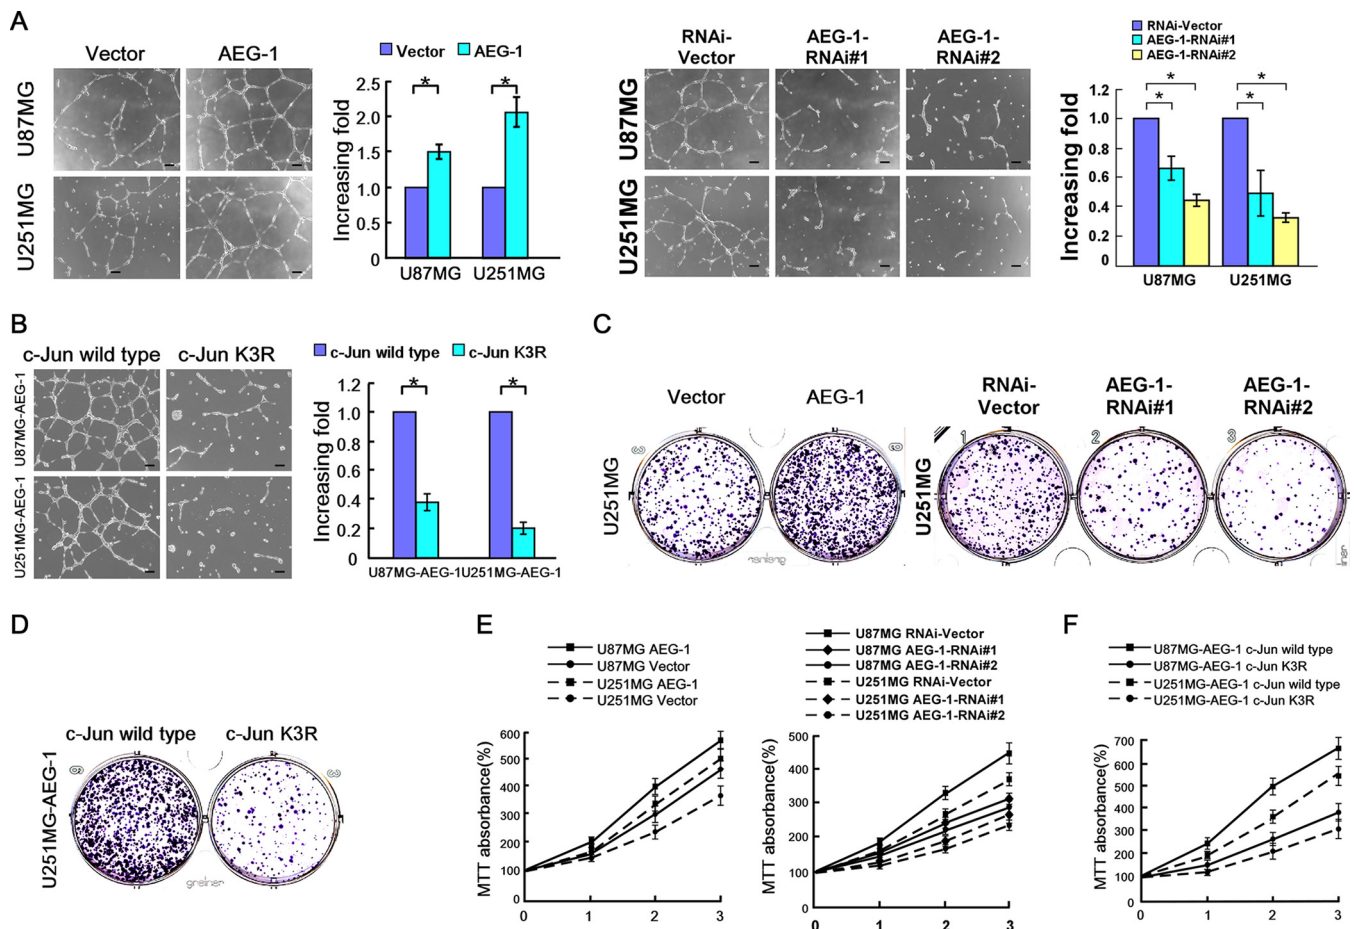 A
Vector
AEG-1
U87MG
U251MG
Vector
AEG-1
Increasing fold
2.5
2.0
1.5
1.0
0.5
0
*
*
U87MG
U251MG
RNAi-
Vector
AEG-1-
RNAi#1
AEG-1-
RNAi#2
U87MG
U251MG
RNAi-Vector
AEG-1-RNAi#1
AEG-1-RNAi#2
Increasing fold
1.2
1.0
0.8
0.6
0.4
0.2
0
*
*
*
*
U87MG
U251MG
B
c-Jun wild type
c-Jun K3R
U87MG-AEG-1
U251MG-AEG-1
c-Jun wild type
c-Jun K3R
Increasing fold
1.2
1.0
0.8
0.6
0.4
0.2
0
*
*
U87MG-AEG-1
U251MG-AEG-1
C
Vector
AEG-1
U251MG
RNAi-
Vector
AEG-1-
RNAi#1
AEG-1-
RNAi#2
U251MG
1
2
3
D
c-Jun wild type
c-Jun K3R
U251MG-AEG-1
greiner
E
U87MG AEG-1
U87MG Vector
U251MG AEG-1
U251MG Vector
MTT absorbance(%)
600
500
400
300
200
100
0
0
1
2
3
U87MG RNAi-Vector
U87MG AEG-1-RNAi#1
U87MG AEG-1-RNAi#2
U251MG RNAi-Vector
U251MG AEG-1-RNAi#1
U251MG AEG-1-RNAi#2
MTT absorbance(%)
500
400
300
200
100
0
0
1
2
3
F
U87MG-AEG-1 c-Jun wild type
U87MG-AEG-1 c-Jun K3R
U251MG-AEG-1 c-Jun wild type
U251MG-AEG-1 c-Jun K3R
MTT absorbance(%)
700
600
500
400
300
200
100
0
0
1
2
3